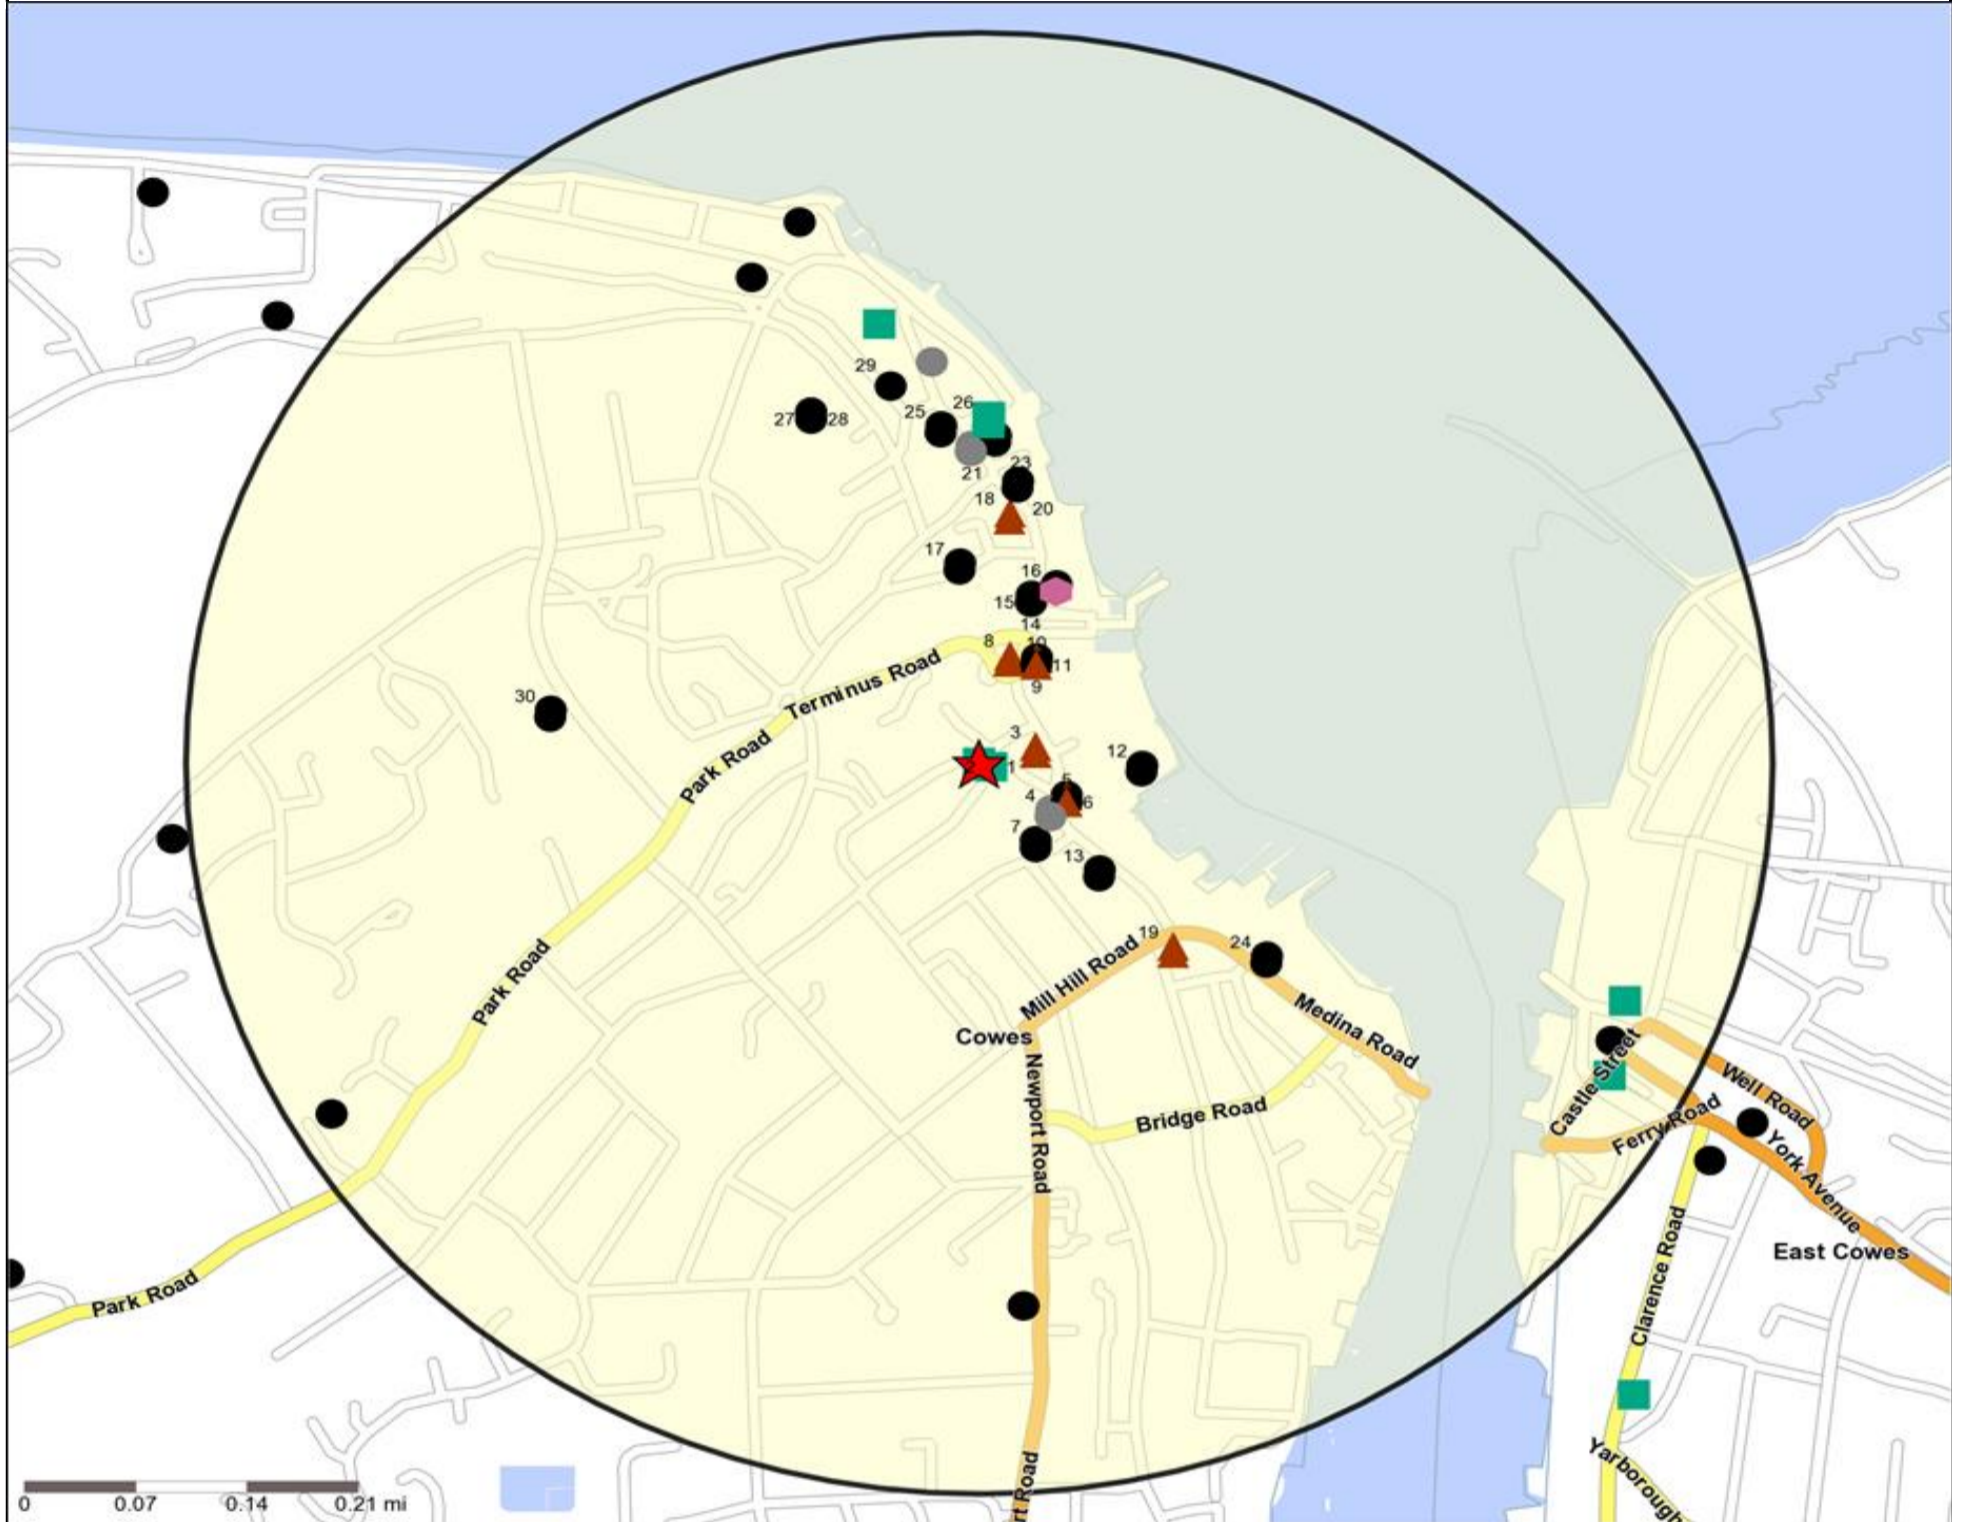 29
26
25
27
28
23
21
18
20
17
16
15
14
8
10
11
9
Terminus Road
30
Park Road
3
12
1
5
4
6
7
13
19
24
Mill Hill Road
Park Road
Medina Road
Cowes
Castle Street
Well Road
Newport Road
Bridge Road
Ferry Road
York Avenue
Clarence Road
East Cowes
Park Road
Yarborough
rt Road
0 0.07 0.14 0.21 mi